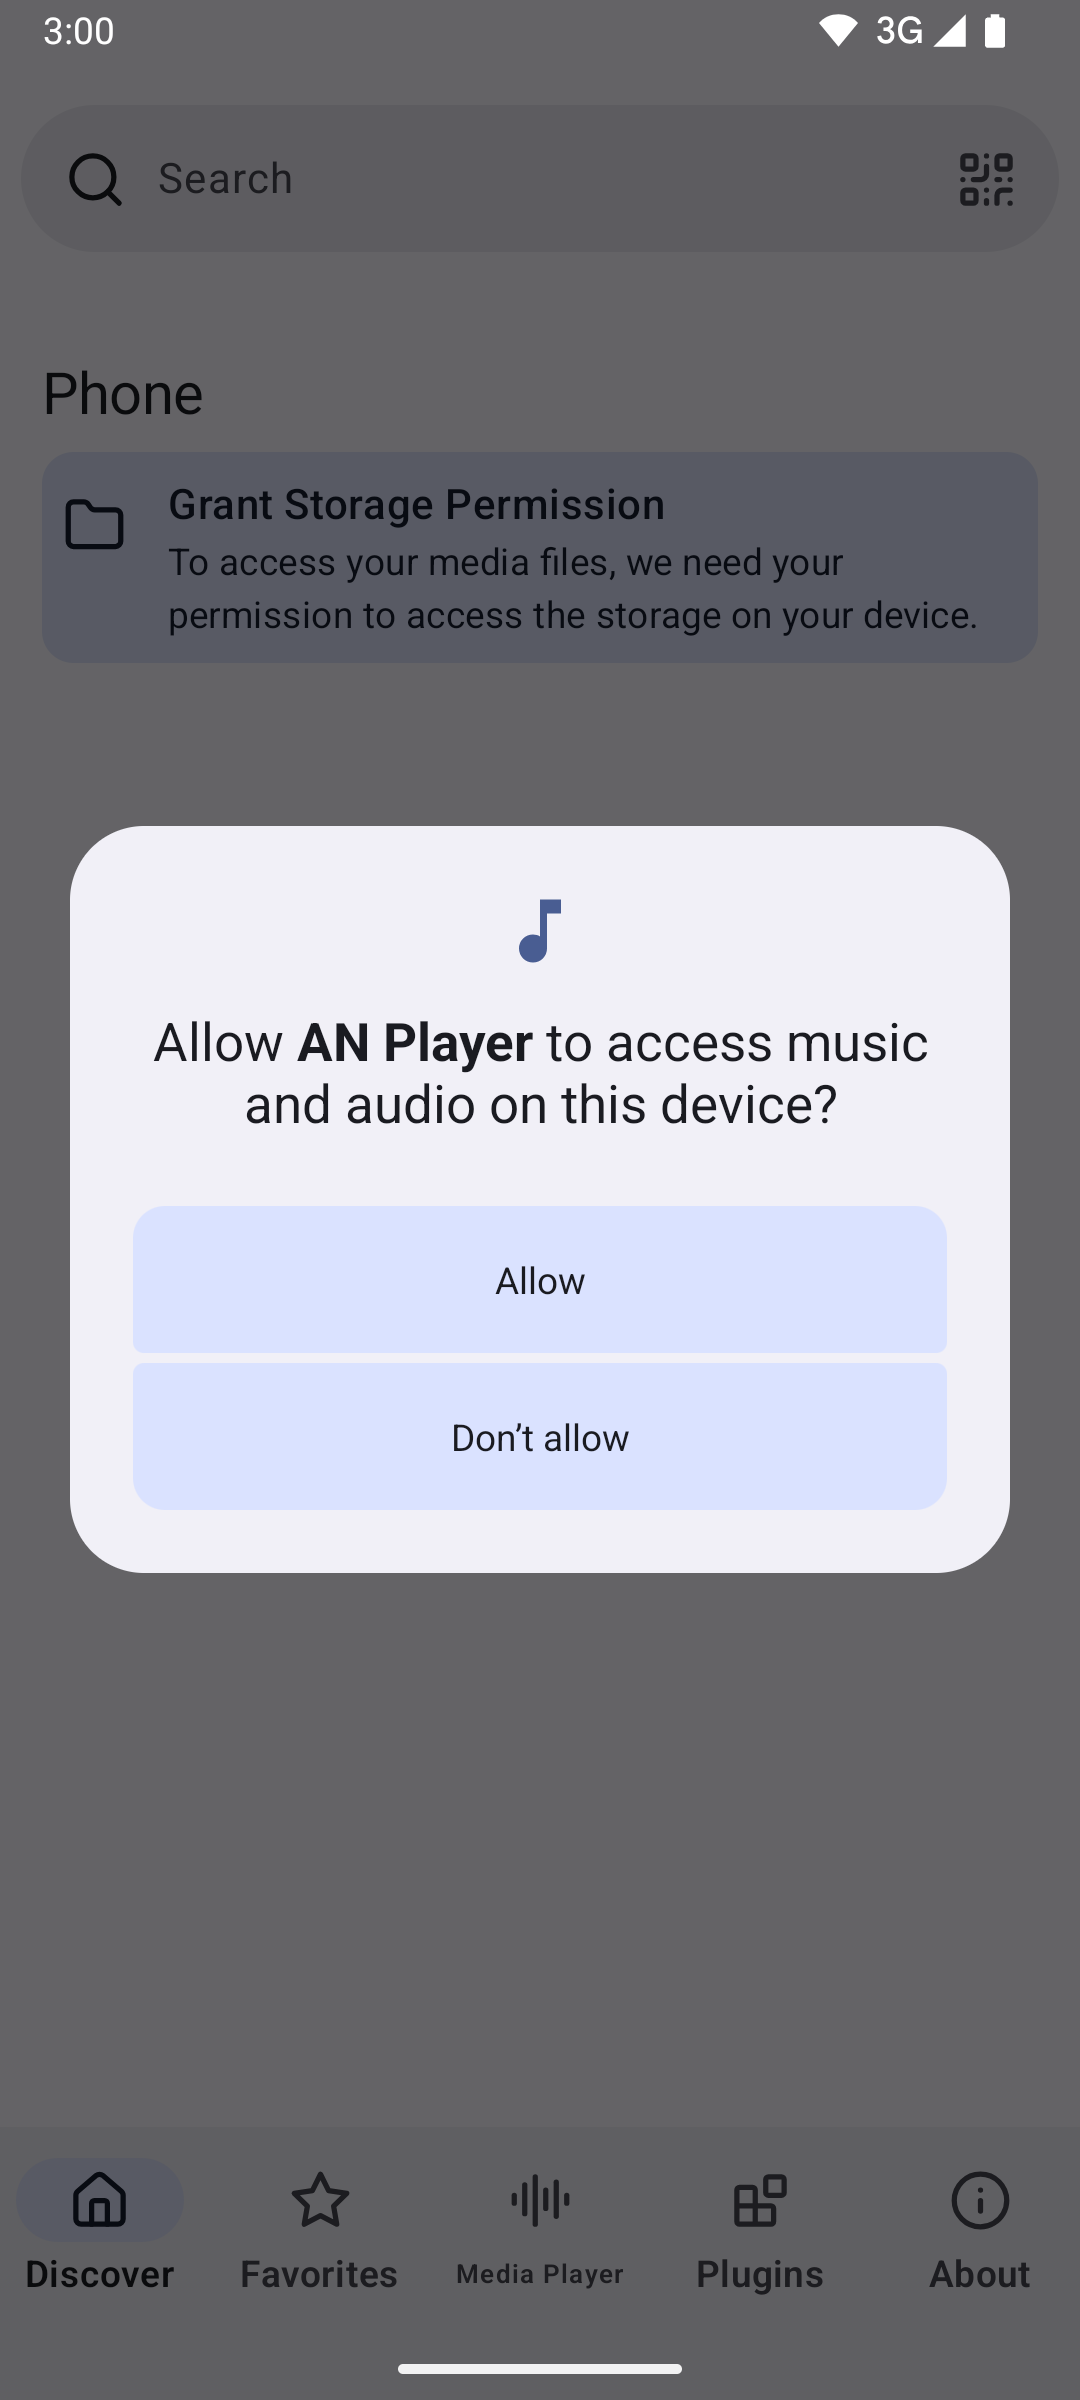 3:00
3G
Search
Phone
Grant Storage Permission
To access your media files, we need your
permission to access the storage on your device.
Allow AN Player to access music
and audio on this device?
Allow
Don’t allow
Discover
Favorites
Media Player
Plugins
About